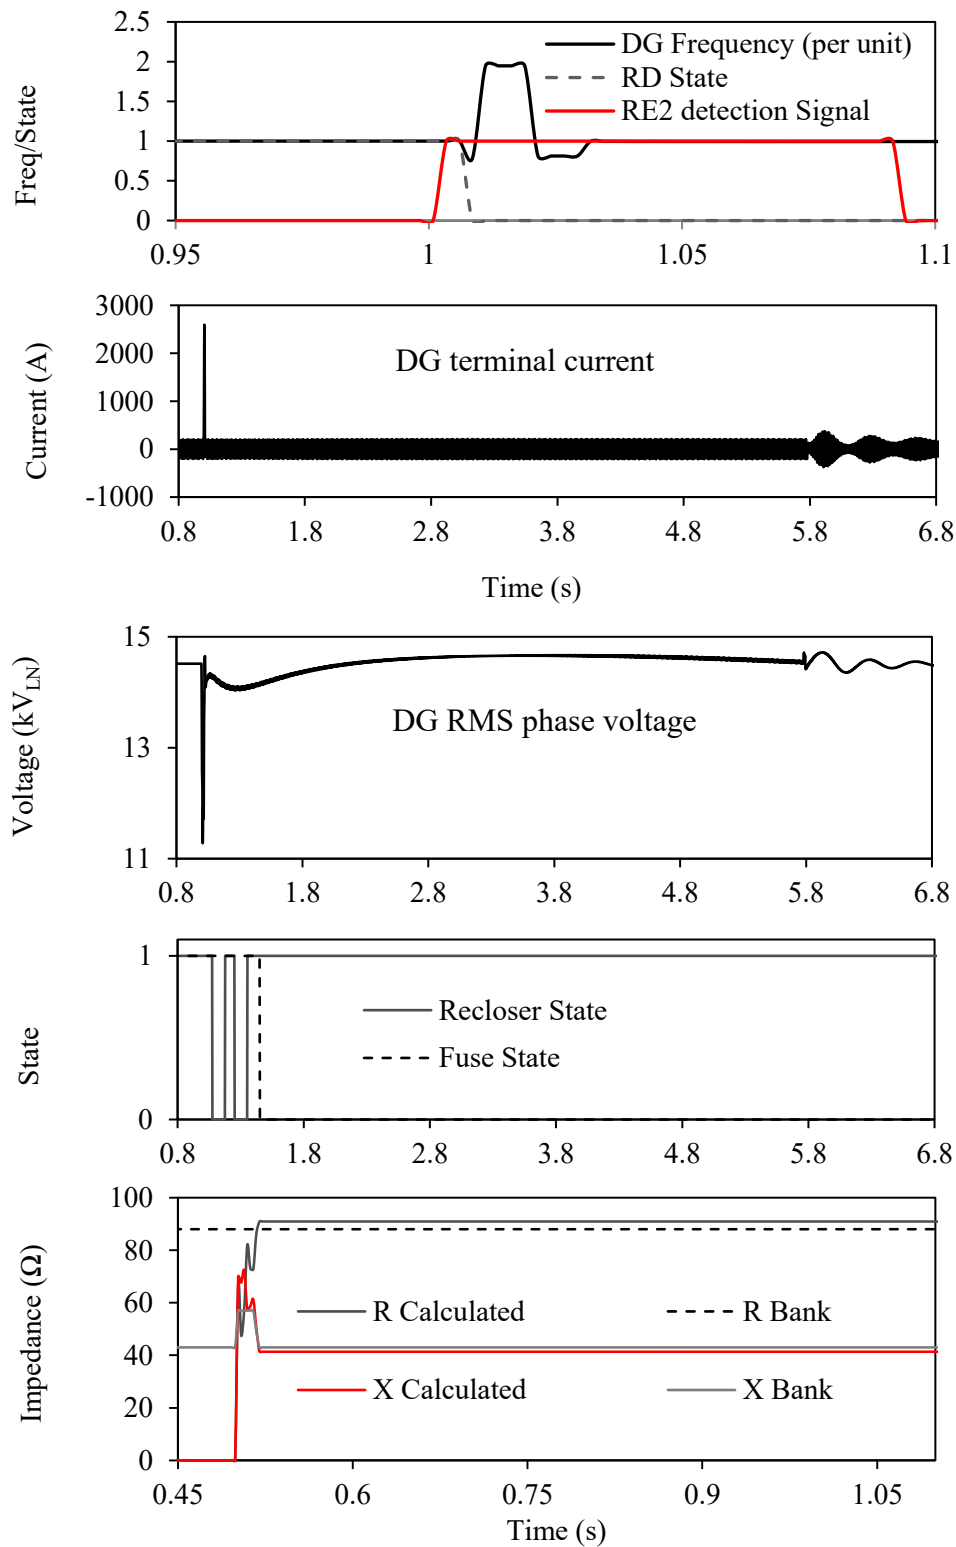 Freq/State
2.5
2
1.5
1
0.5
0
DG Frequency (per unit)
RD State
RE2 detection Signal
0.95 1 1.05 1.1
Current (A)
3000
2000
1000
0
-1000
DG terminal current
0.8 1.8 2.8 3.8 4.8 5.8 6.8
Time (s)
Voltage (kVLN)
15
13
11
DG RMS phase voltage
0.8 1.8 2.8 3.8 4.8 5.8 6.8
State
1
0
Recloser State
Fuse State
0.8 1.8 2.8 3.8 4.8 5.8 6.8
Impedance (Ω)
100
80
60
40
20
0
R Calculated R Bank
X Calculated X Bank
0.45 0.6 0.75 0.9 1.05
Time (s)